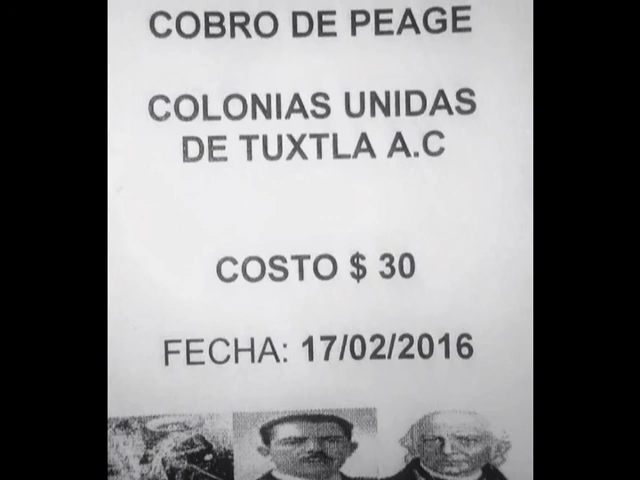 COBRO DE PEAGE
COLONIAS UNIDAS
DE TUXTLA A.C
COSTO $ 30
FECHA: 17/02/2016